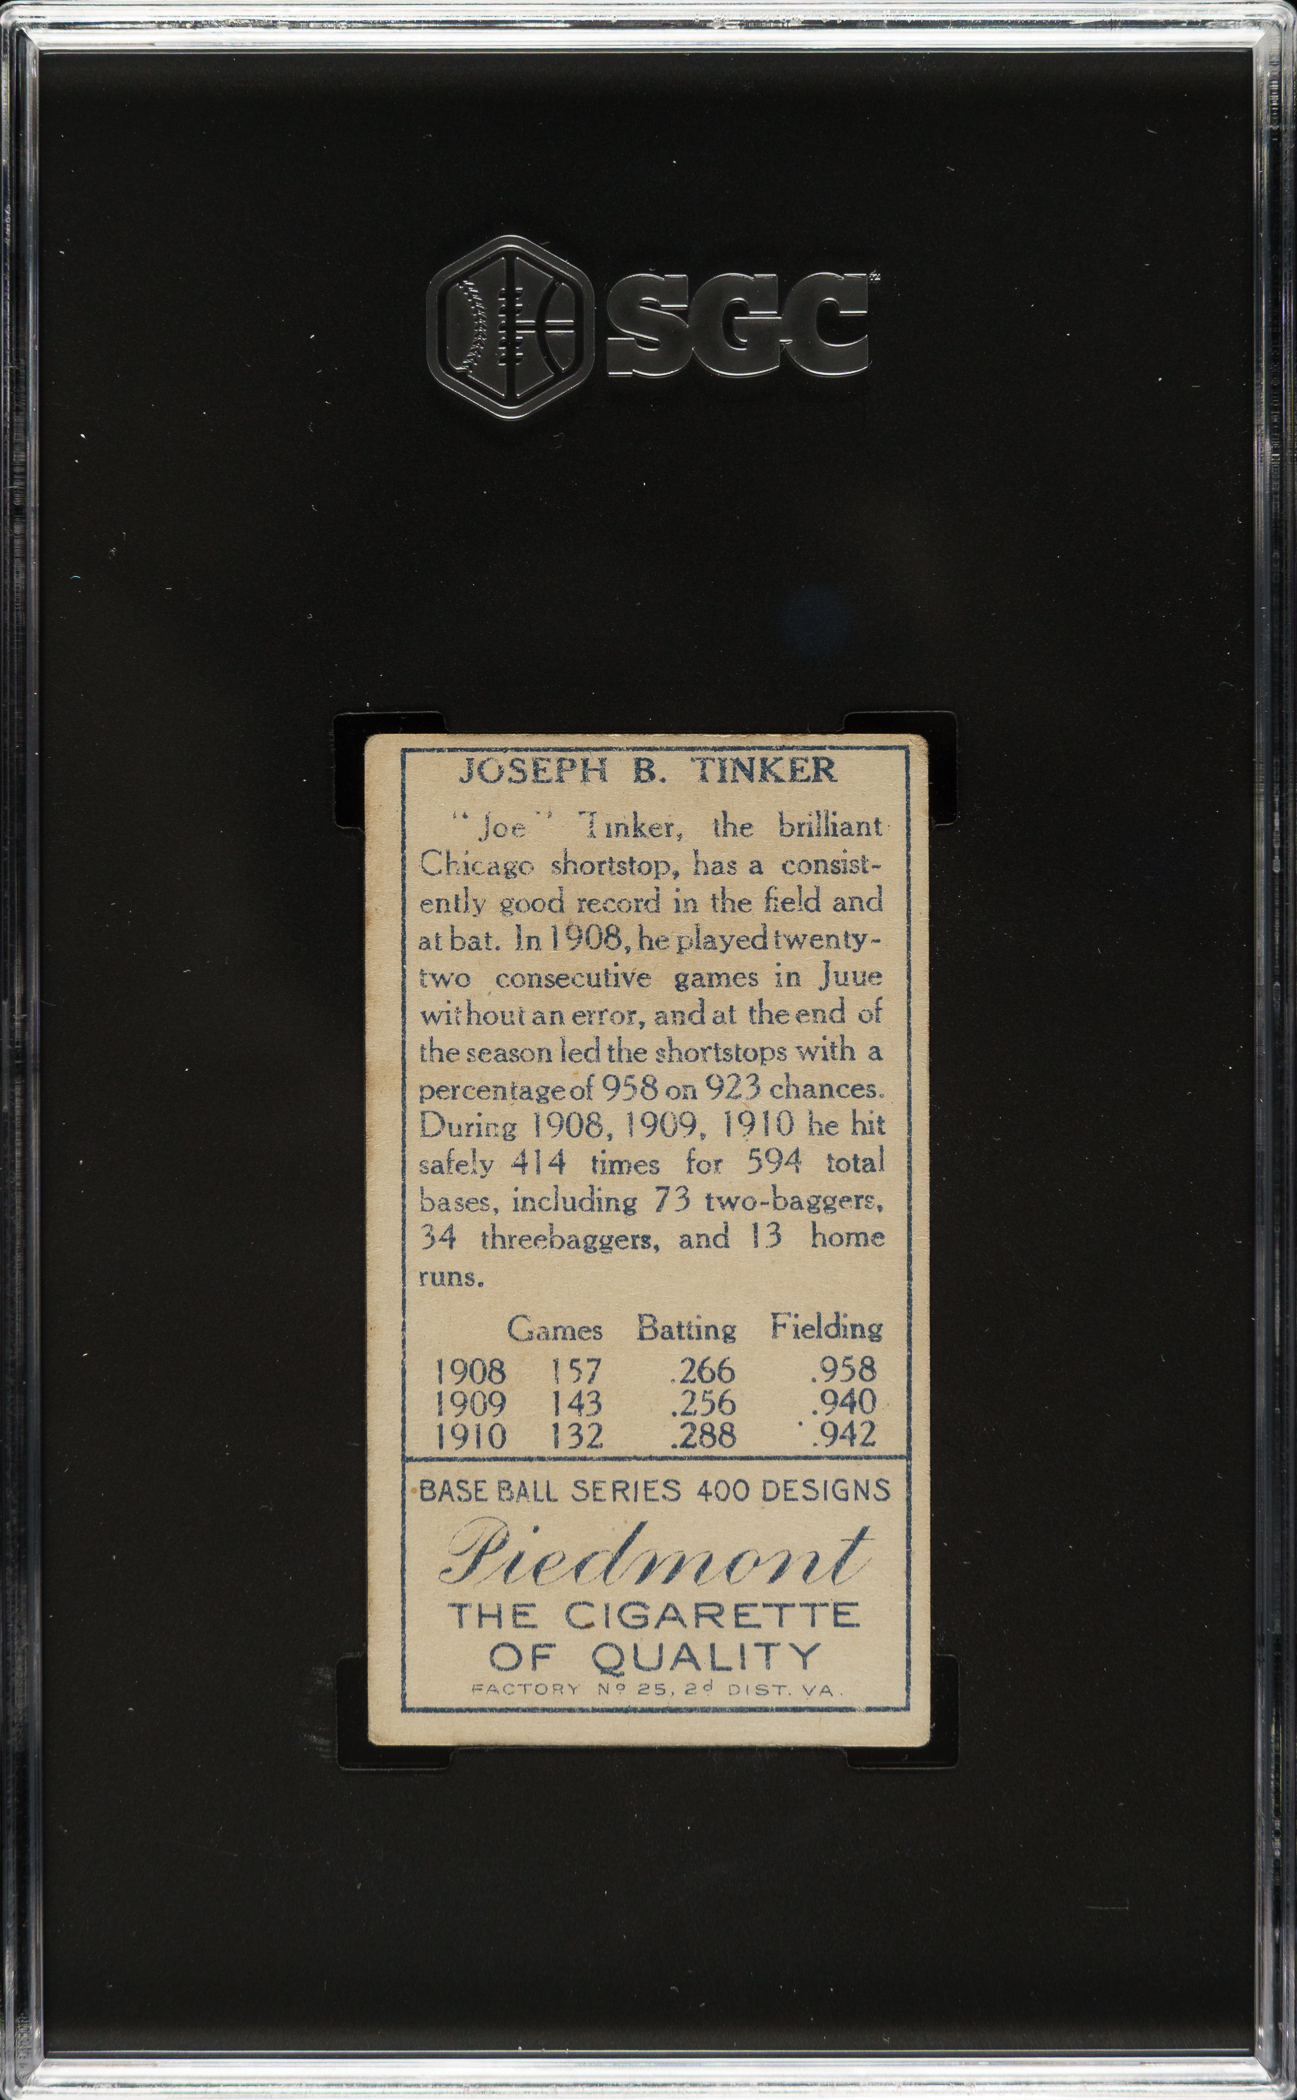 SGC
JOSEPH B. TINKER
"Joe" Tinker, the brilliant
Chicago shortstop, has a consist-
ently good record in the field and
at bat. In 1908, he played twenty-
two consecutive games in Juue
without an error, and at the end of
the season led the shortstops with a
percentage of 958 on 923 chances.
During 1908, 1909, 1910 he hit
safely 414 times for 594 total
bases, including 73 two-baggers,
34 threebaggers, and 13 home
runs.
Games Batting Fielding
1908 157 .266 .958
1909 143 .256 .940
1910 132 .288 .942
BASE BALL SERIES 400 DESIGNS
Piedmont
THE CIGARETTE
OF QUALITY
FACTORY Nº 25, 2d DIST. VA.